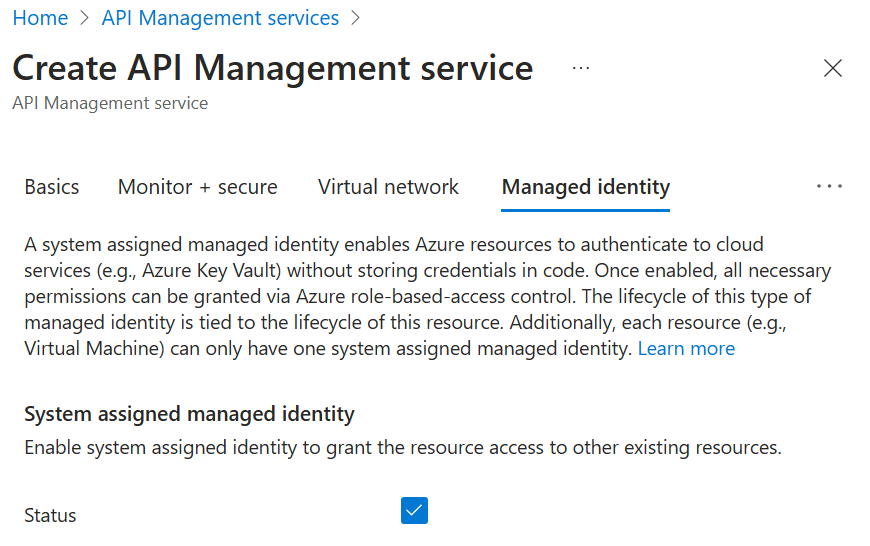 Home > API Management services >
Create API Management service ...
API Management service
Basics Monitor + secure Virtual network Managed identity ...
A system assigned managed identity enables Azure resources to authenticate to cloud
services (e.g., Azure Key Vault) without storing credentials in code. Once enabled, all necessary
permissions can be granted via Azure role-based-access control. The lifecycle of this type of
managed identity is tied to the lifecycle of this resource. Additionally, each resource (e.g.,
Virtual Machine) can only have one system assigned managed identity. Learn more
System assigned managed identity
Enable system assigned identity to grant the resource access to other existing resources.
Status